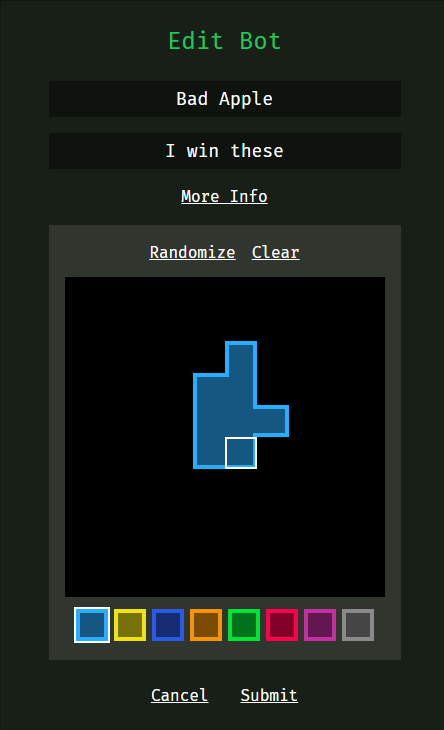 Edit Bot
Bad Apple
I win these
More Info
Randomize Clear
Cancel Submit